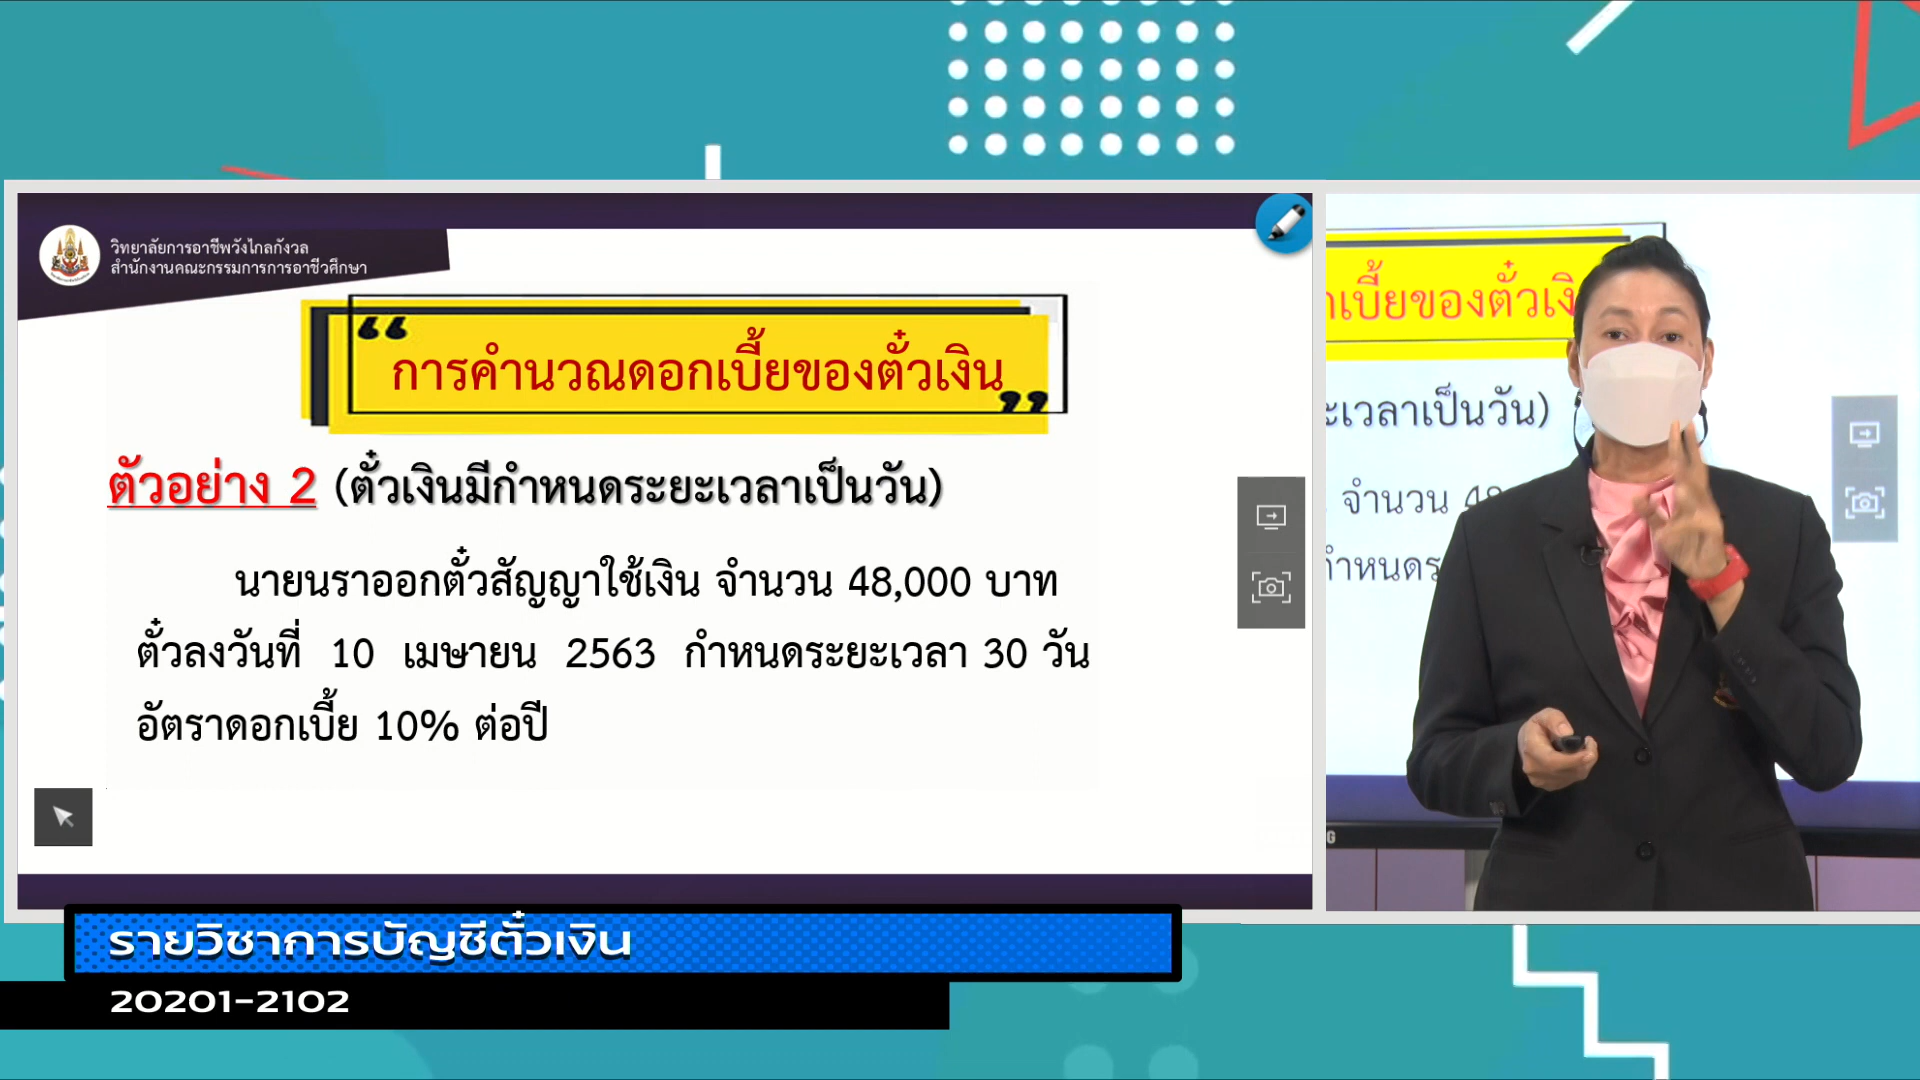 วิทยาลัยการอาชีพวังไกลกังวล
สำนักงานคณะกรรมการการอาชีวศึกษา
“การคำนวณดอกเบี้ยของตั๋วเงิน”
ตัวอย่าง 2 (ตั๋วเงินมีกำหนดระยะเวลาเป็นวัน)
นายนราออกตั๋วสัญญาใช้เงิน จำนวน 48,000 บาท
ตั๋วลงวันที่ 10 เมษายน 2563 กำหนดระยะเวลา 30 วัน
อัตราดอกเบี้ย 10% ต่อปี
กเบี้ยของตั๋วเงิ
ะเวลาเป็นวัน)
จำนวน 48
กำหนดร
G
รายวิชาการบัญชีตั๋วเงิน
20201-2102